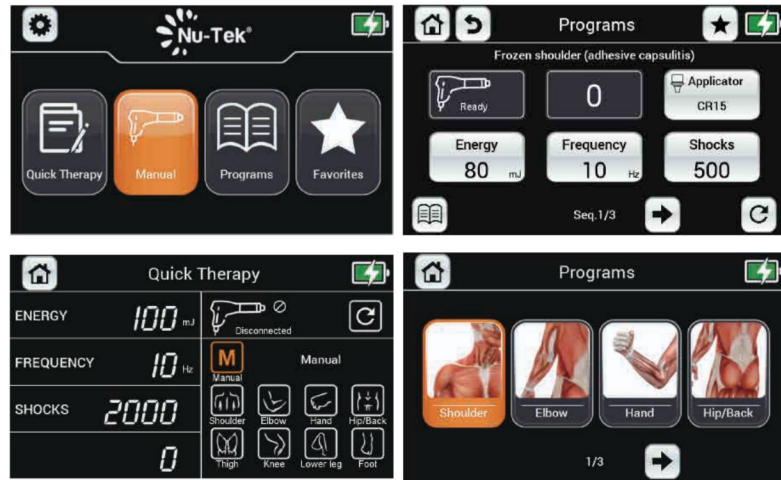 Nu-Tek®
Quick Therapy
Manual
Programs
Favorites
Programs
Frozen shoulder (adhesive capsulitis)
Ready
0
Applicator
CR15
Energy
80 mJ
Frequency
10 Hz
Shocks
500
Seq.1/3
Quick Therapy
ENERGY
100 mJ
FREQUENCY
10 Hz
SHOCKS
2000
0
Disconnected
M
Manual
Manual
Shoulder
Elbow
Hand
Hip/Back
Thigh
Knee
Lower leg
Foot
Programs
Shoulder
Elbow
Hand
Hip/Back
1/3